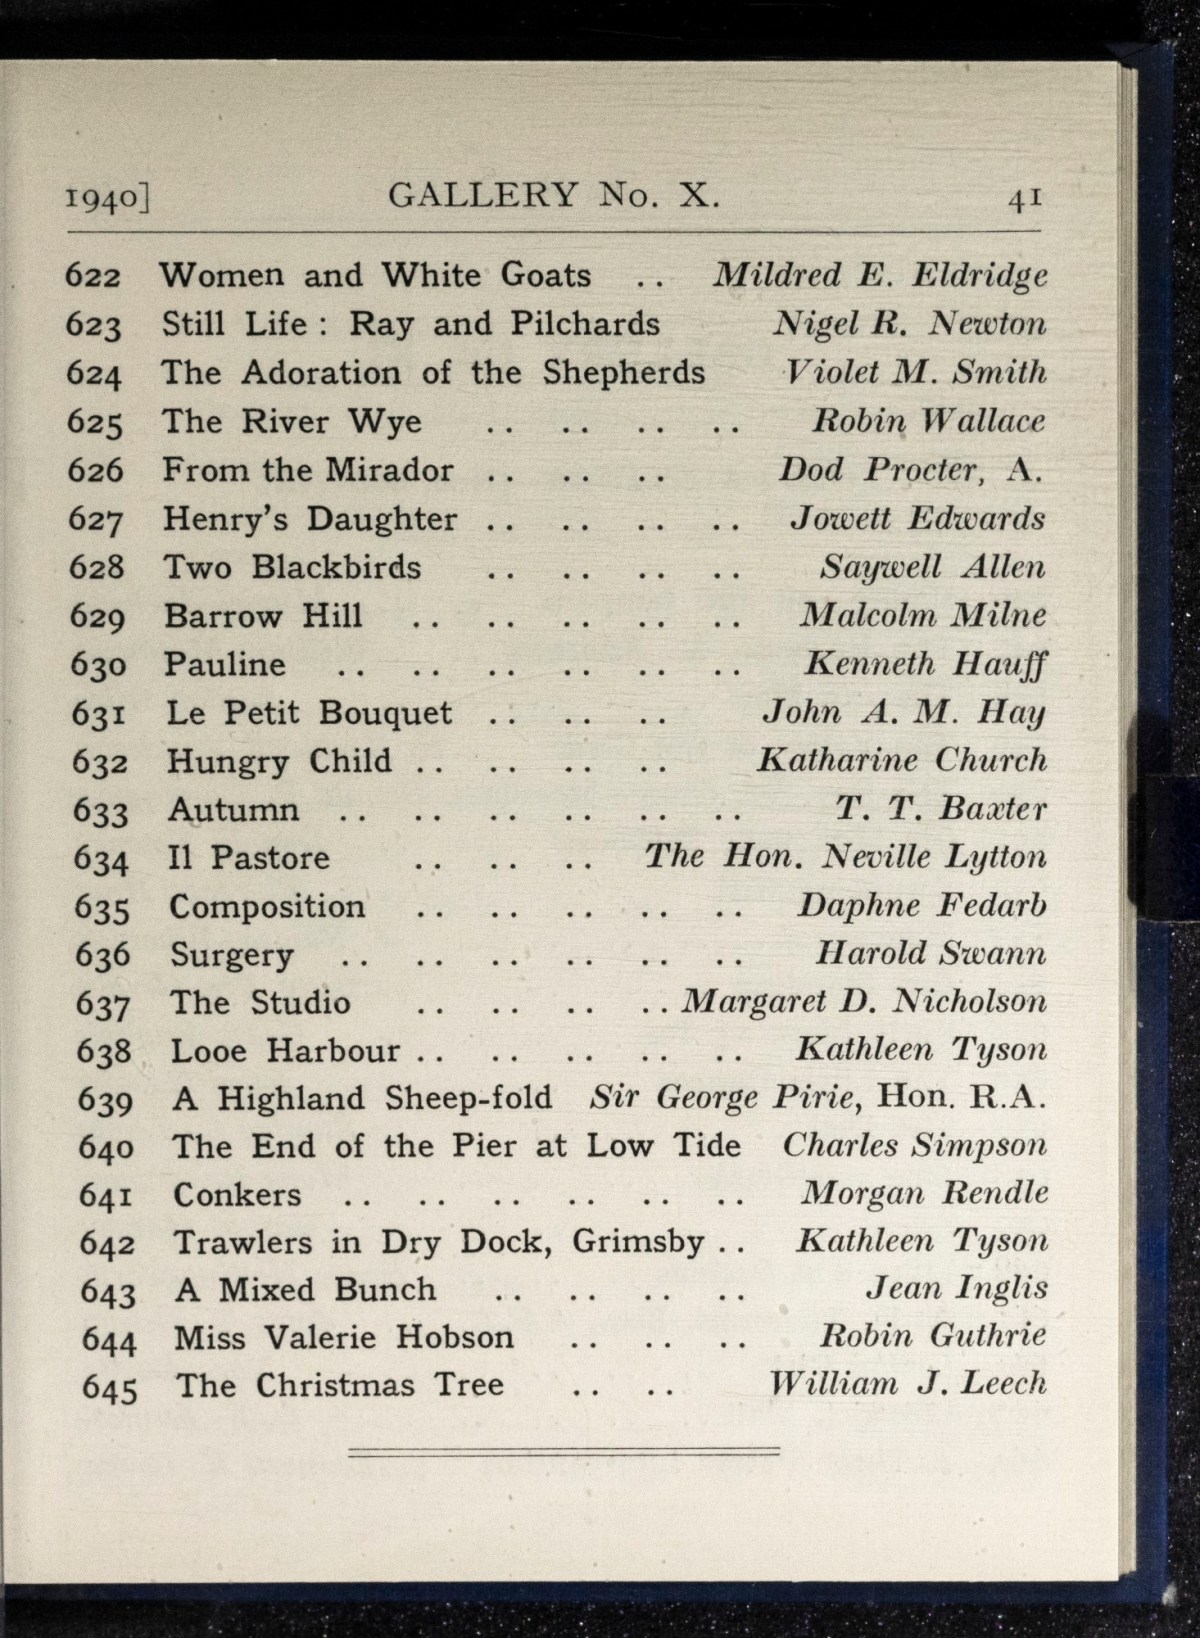 1940] GALLERY No. X. 41
622 Women and White Goats .. Mildred E. Eldridge
623 Still Life : Ray and Pilchards Nigel R. Newton
624 The Adoration of the Shepherds Violet M. Smith
625 The River Wye .. .. .. .. Robin Wallace
626 From the Mirador .. .. .. Dod Procter, A.
627 Henry's Daughter .. .. .. .. Jowett Edwards
628 Two Blackbirds .. .. .. .. Saywell Allen
629 Barrow Hill .. .. .. .. .. Malcolm Milne
630 Pauline .. .. .. .. .. .. Kenneth Hauff
631 Le Petit Bouquet .. .. .. John A. M. Hay
632 Hungry Child .. .. .. .. Katharine Church
633 Autumn .. .. .. .. .. .. T. T. Baxter
634 Il Pastore .. .. .. The Hon. Neville Lytton
635 Composition .. .. .. .. .. Daphne Fedarb
636 Surgery .. .. .. .. .. .. Harold Swann
637 The Studio .. .. .. .. Margaret D. Nicholson
638 Looe Harbour .. .. .. .. .. Kathleen Tyson
639 A Highland Sheep-fold Sir George Pirie, Hon. R.A.
640 The End of the Pier at Low Tide Charles Simpson
641 Conkers .. .. .. .. .. .. Morgan Rendle
642 Trawlers in Dry Dock, Grimsby .. Kathleen Tyson
643 A Mixed Bunch .. .. .. .. Jean Inglis
644 Miss Valerie Hobson .. .. .. Robin Guthrie
645 The Christmas Tree .. .. William J. Leech